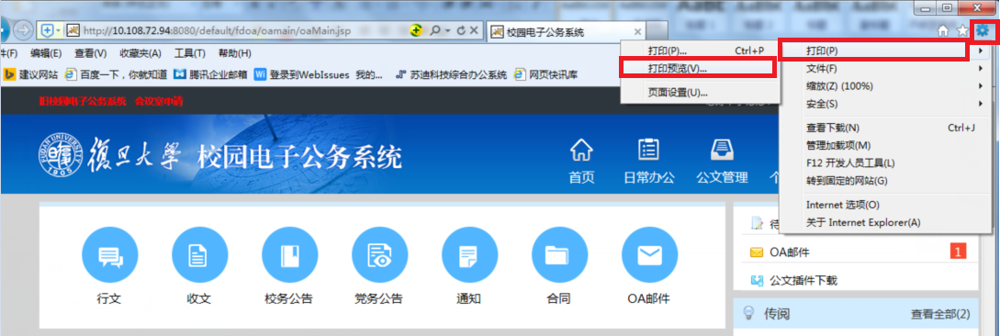 http://10.108.72.94:8080/default/fdoa/oamain/oaMain.jsp
校园电子公务系统
件(F) 编辑(E) 查看(V) 收藏夹(A) 工具(T) 帮助(H)
建议网站 百度一下，你就知道 腾讯企业邮箱 登录到WebIssues 我的... 苏迪科技综合办公系统 网页快讯库
打印(P)... Ctrl+P
打印预览(V)...
页面设置(U)...
打印(P)
文件(F)
缩放(Z) (100%)
安全(S)
查看下载(N) Ctrl+J
管理加载项(M)
F12 开发人员工具(L)
转到固定的网站(G)
Internet 选项(O)
关于 Internet Explorer(A)
会议室申请
FUDAN UNIVERSITY
1905
復旦大學 校园电子公务系统
首页 日常办公 公文管理 个
行文 收文 校务公告 党务公告 通知 合同 OA邮件
待
OA邮件 1
公文插件下载
传阅 查看全部(2)